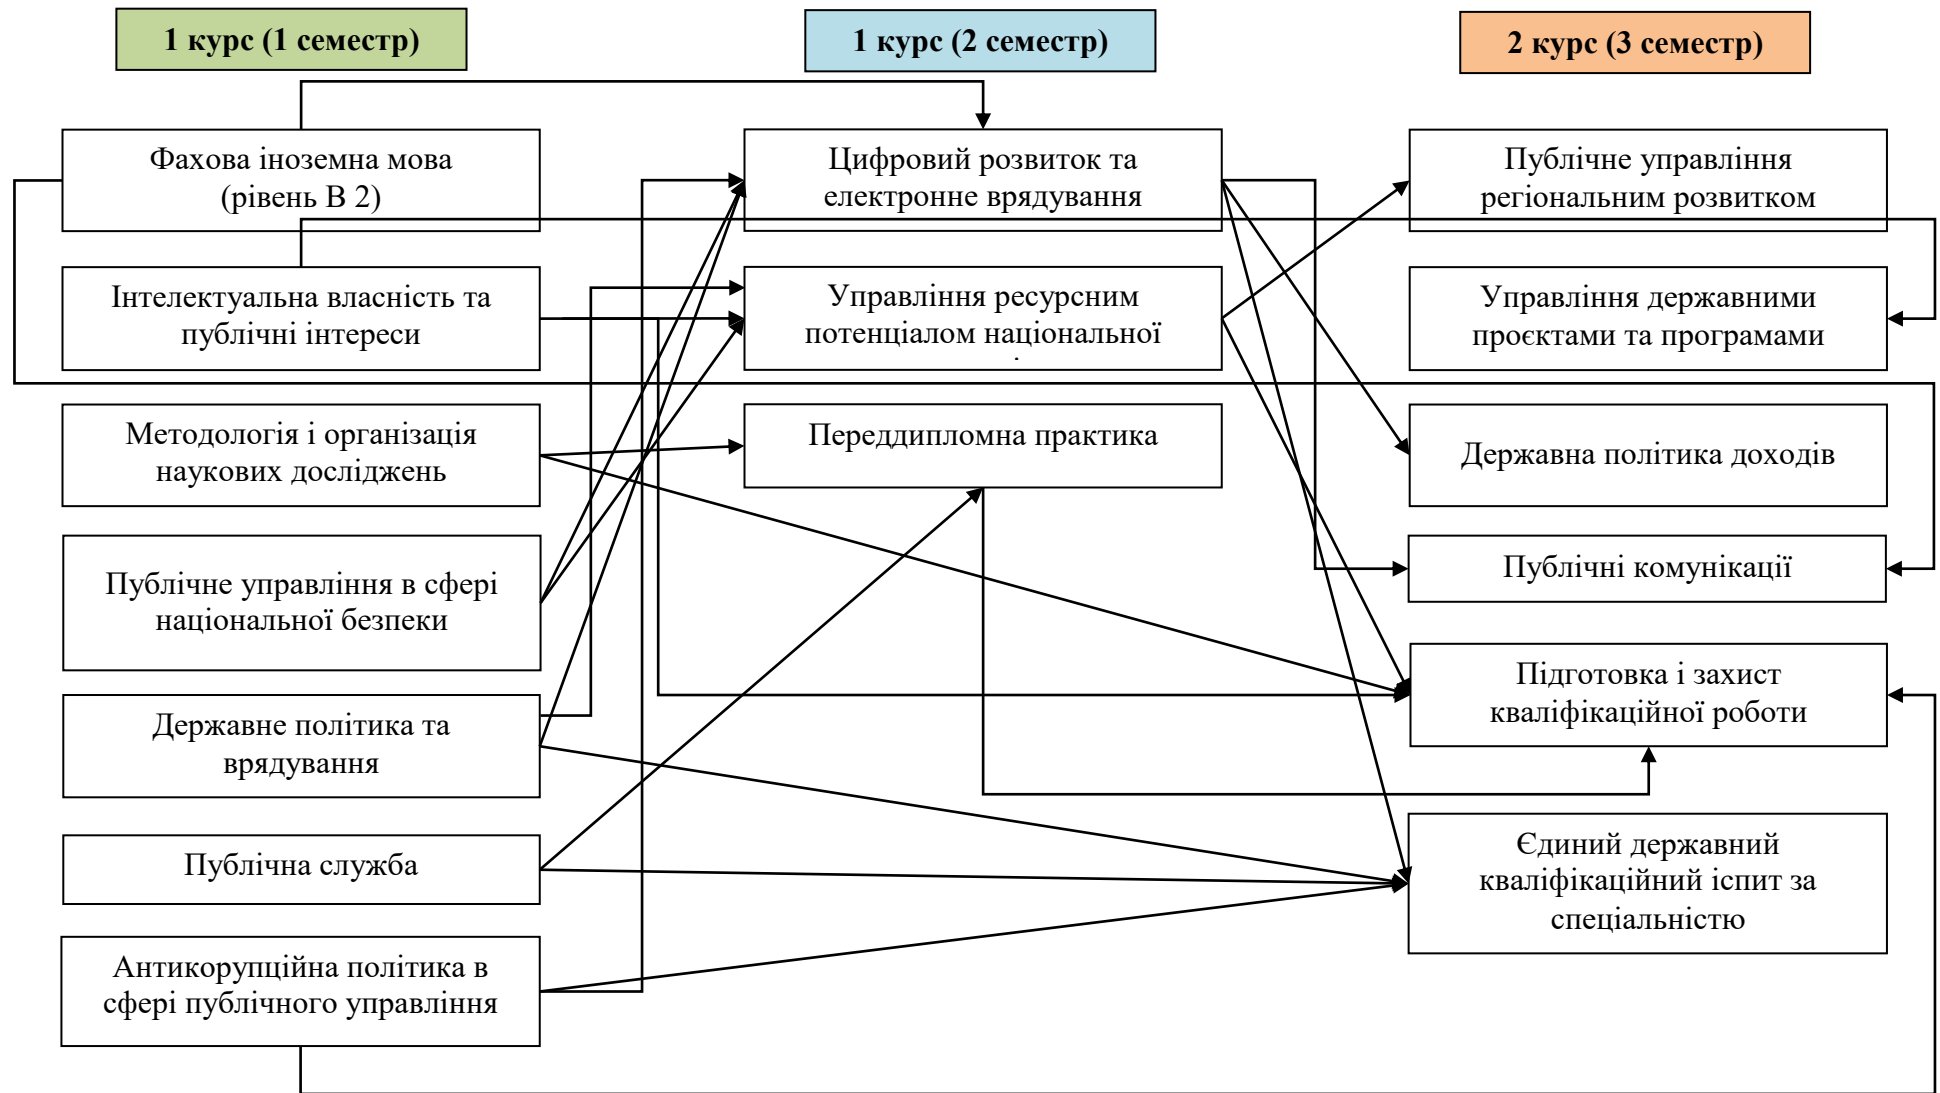 1 курс (1 семестр)
1 курс (2 семестр)
2 курс (3 семестр)
Фахова іноземна мова
(рівень В 2)
Цифровий розвиток та
електронне врядування
Публічне управління
регіональним розвитком
Інтелектуальна власність та
публічні інтереси
Управління ресурсним
потенціалом національної
Управління державними
проєктами та програмами
Методологія і організація
наукових досліджень
Переддипломна практика
Державна політика доходів
Публічне управління в сфері
національної безпеки
Публічні комунікації
Державне політика та
врядування
Підготовка і захист
кваліфікаційної роботи
Публічна служба
Єдиний державний
кваліфікаційний іспит за
спеціальністю
Антикорупційна політика в
сфері публічного управління